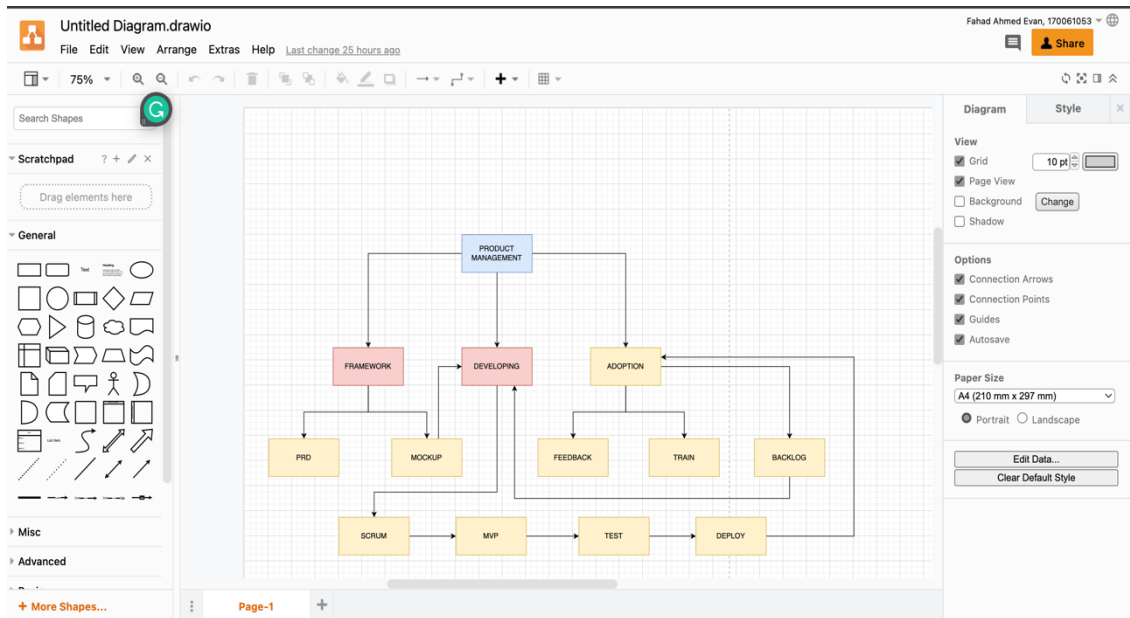 Untitled Diagram.drawio
Fahad Ahmed Evan, 170061053
File Edit View Arrange Extras Help Last change 25 hours ago
Share
75%
Search Shapes
Scratchpad ? + ×
Drag elements here
General
Text
Heading
List Item
Misc
Advanced
+ More Shapes...
PRODUCT
MANAGEMENT
FRAMEWORK
DEVELOPING
ADOPTION
PRD
MOCKUP
FEEDBACK
TRAIN
BACKLOG
SCRUM
MVP
TEST
DEPLOY
Page-1
Diagram
Style
View
Grid
10 pt
Page View
Background
Change
Shadow
Options
Connection Arrows
Connection Points
Guides
Autosave
Paper Size
A4 (210 mm x 297 mm)
Portrait
Landscape
Edit Data...
Clear Default Style